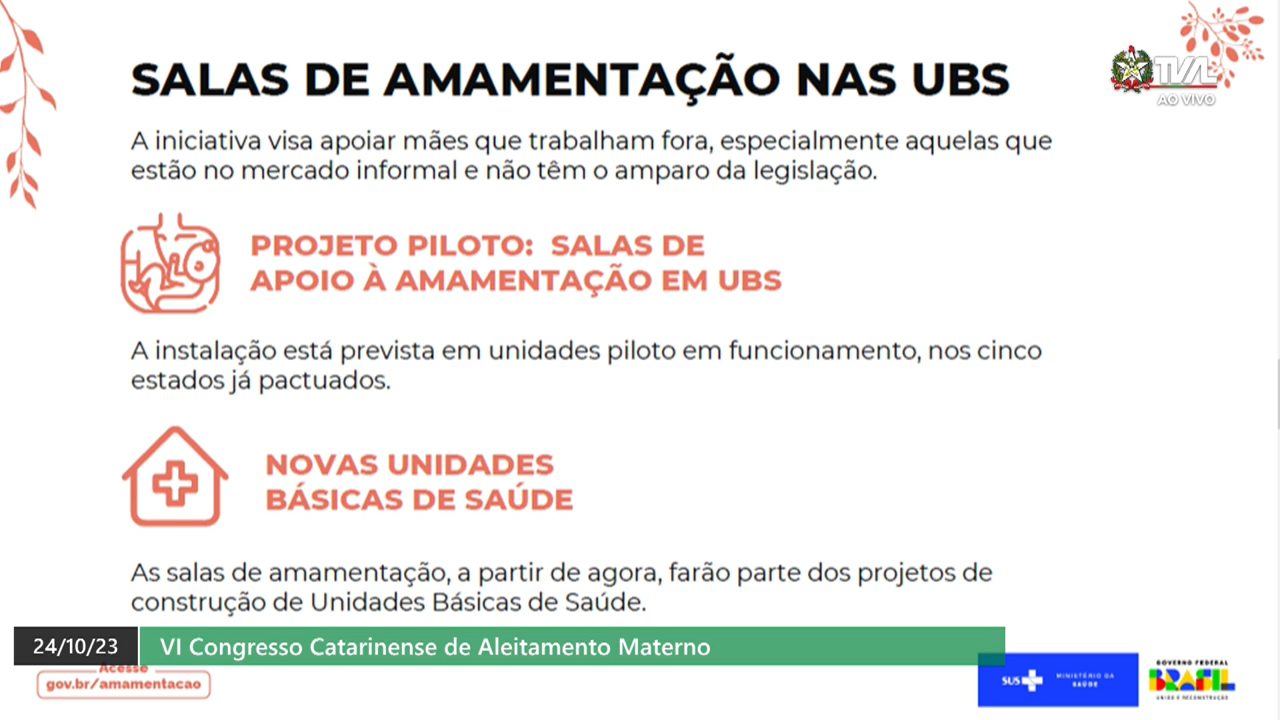 SALAS DE AMAMENTAÇÃO NAS UBS
TVAL
AO VIVO
A iniciativa visa apoiar mães que trabalham fora, especialmente aquelas que
estão no mercado informal e não têm o amparo da legislação.
PROJETO PILOTO: SALAS DE
APOIO À AMAMENTAÇÃO EM UBS
A instalação está prevista em unidades piloto em funcionamento, nos cinco
estados já pactuados.
NOVAS UNIDADES
BÁSICAS DE SAÚDE
As salas de amamentação, a partir de agora, farão parte dos projetos de
construção de Unidades Básicas de Saúde.
24/10/23 VI Congresso Catarinense de Aleitamento Materno
Acesse
gov.br/amamentacao
SUS
MINISTÉRIO DA
SAÚDE
GOVERNO FEDERAL
BRASIL
UNIÃO E RECONSTRUÇÃO